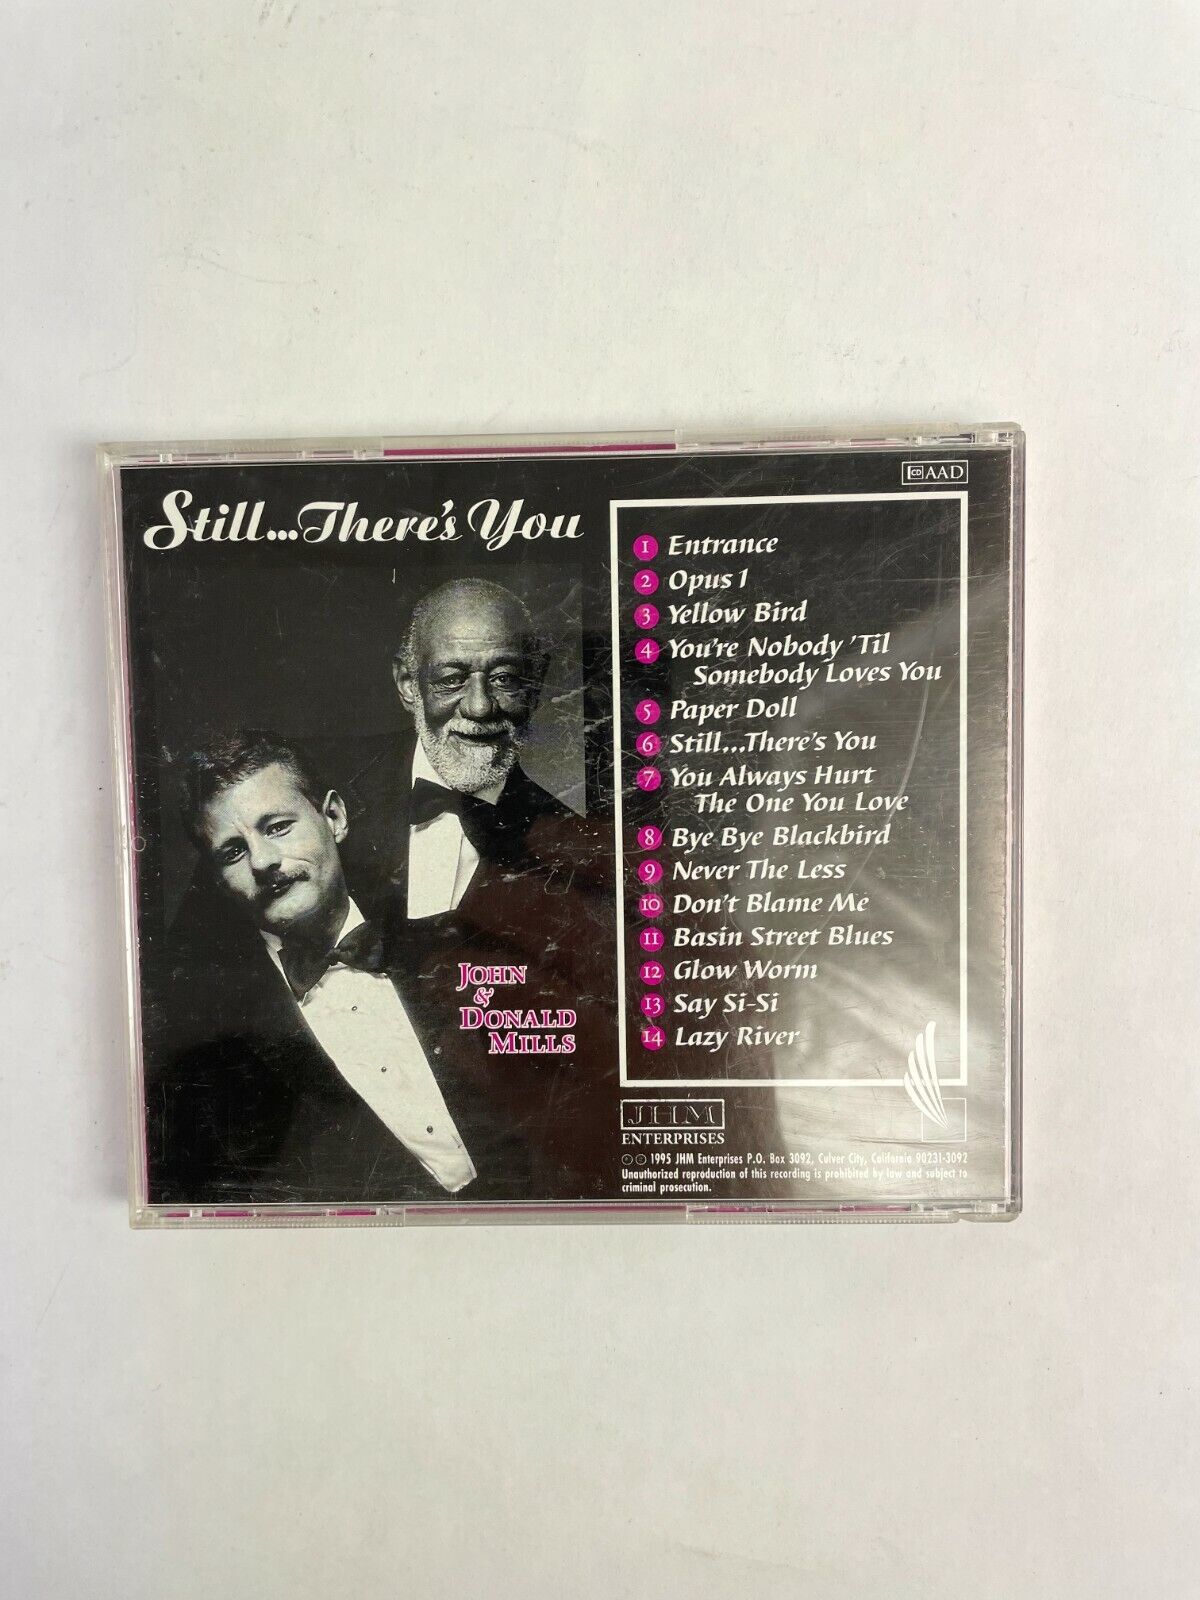 CD AAD
Still...There's You
1 Entrance
2 Opus 1
3 Yellow Bird
4 You're Nobody 'Til
Somebody Loves You
5 Paper Doll
6 Still...There's You
7 You Always Hurt
The One You Love
8 Bye Bye Blackbird
9 Never The Less
10 Don't Blame Me
11 Basin Street Blues
12 Glow Worm
13 Say Si-Si
14 Lazy River
JOHN
&
DONALD
MILLS
JHM
ENTERPRISES
℗ © 1995 JHM Enterprises P.O. Box 3092, Culver City, California 90231-3092
Unauthorized reproduction of this recording is prohibited by law and subject to
criminal prosecution.